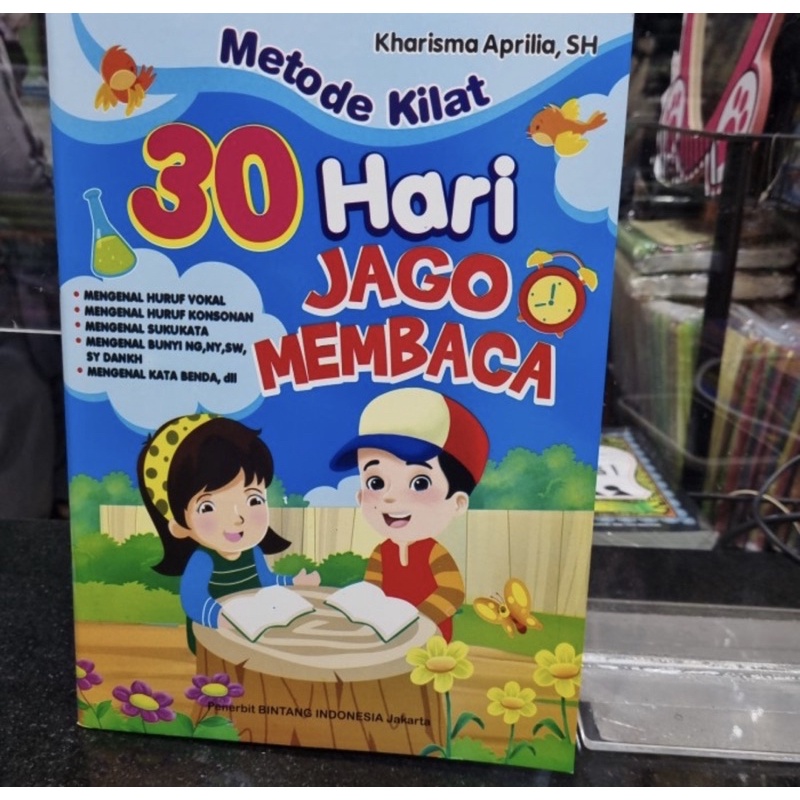 Kharisma Aprilia, SH
Metode Kilat
30 Hari
JAGO
MEMBACA
• MENGENAL HURUF VOKAL
• MENGENAL HURUF KONSONAN
• MENGENAL SUKUKATA
• MENGENAL BUNYI NG,NY,SW,
SY DANKH
• MENGENAL KATA BENDA, dll
Penerbit BINTANG INDONESIA Jakarta